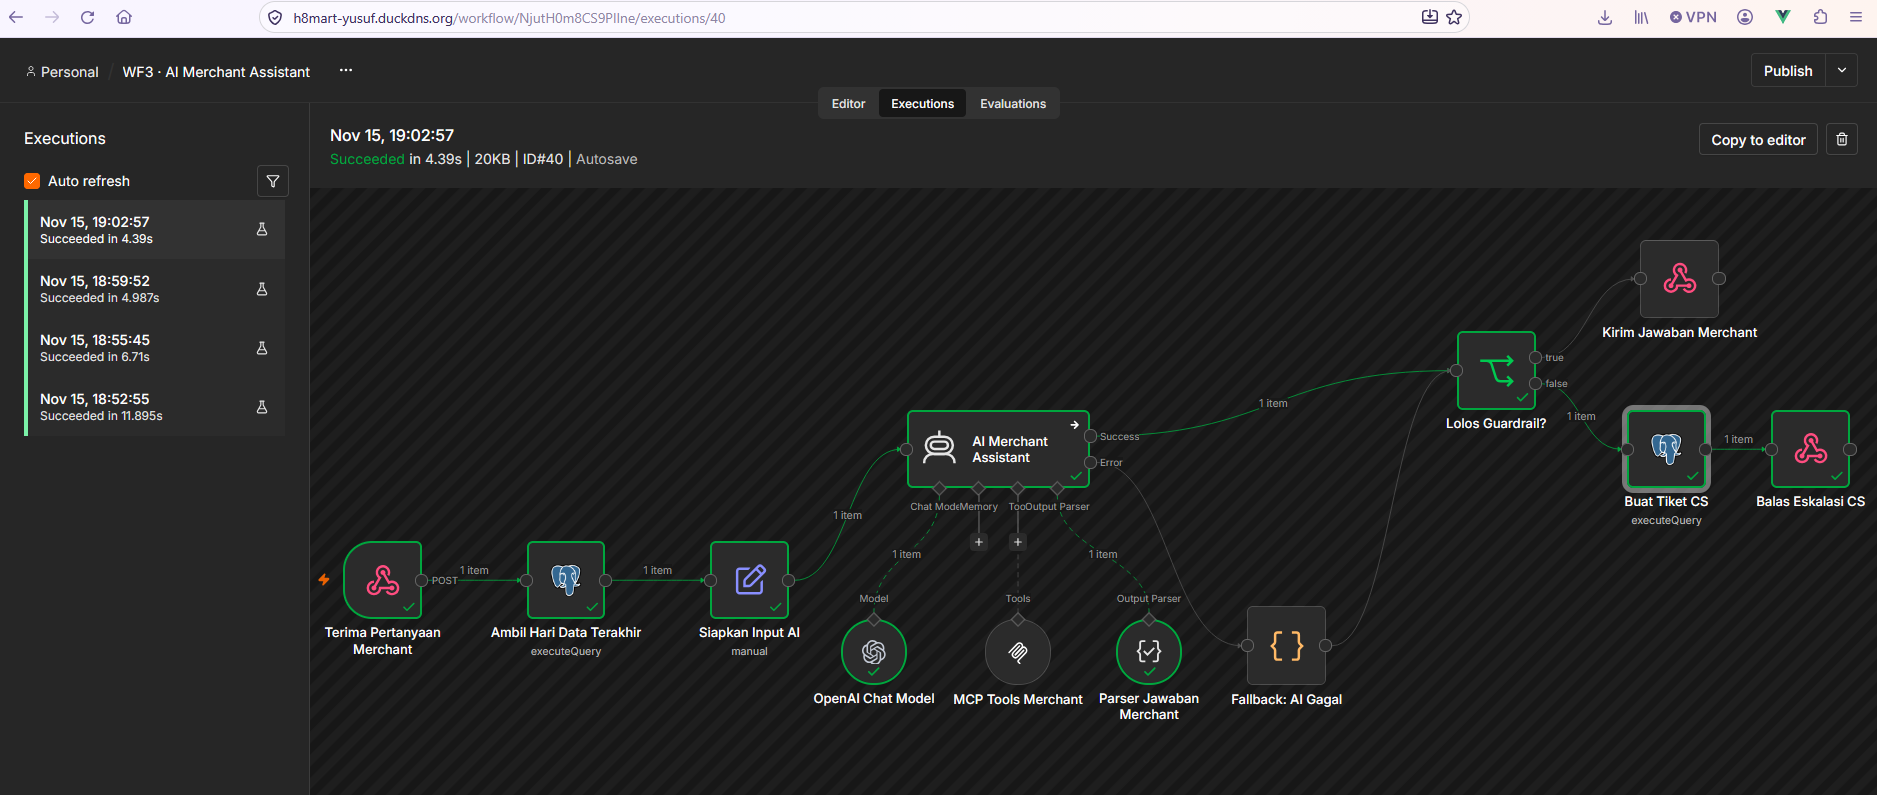 h8mart-yusuf.duckdns.org/workflow/NjutH0m8CS9PIIne/executions/40
VPN
Personal / WF3 · AI Merchant Assistant ...
Publish
Editor Executions Evaluations
Executions
Auto refresh
Nov 15, 19:02:57
Succeeded in 4.39s
Nov 15, 18:59:52
Succeeded in 4.987s
Nov 15, 18:55:45
Succeeded in 6.71s
Nov 15, 18:52:55
Succeeded in 11.895s
Nov 15, 19:02:57
Succeeded in 4.39s | 20KB | ID#40 | Autosave
Copy to editor
Kirim Jawaban Merchant
true
false
Lolos Guardrail?
1 item
1 item
1 item
Buat Tiket CS
executeQuery
Balas Eskalasi CS
AI Merchant
Assistant
Success
Error
Chat Mode
Memory
Too
Output Parser
1 item
1 item
1 item
POST
1 item
1 item
Terima Pertanyaan
Merchant
Ambil Hari Data Terakhir
executeQuery
Siapkan Input AI
manual
Model
Tools
Output Parser
OpenAI Chat Model
MCP Tools Merchant
Parser Jawaban
Merchant
Fallback: AI Gagal